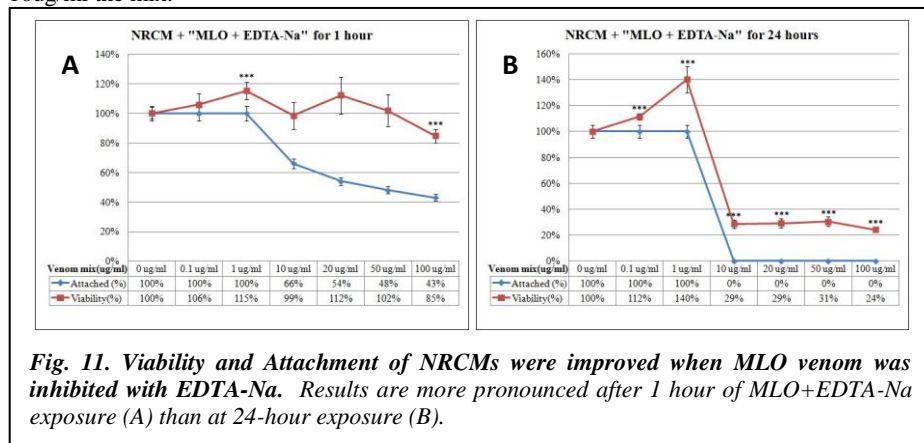 NRCM + "MLO + EDTA-Na" for 1 hour
A
140%
120%
100%
80%
60%
40%
20%
0%
***
***
Venom mix(ug/ml) 0 ug/ml 0.1 ug/ml 1 ug/ml 10 ug/ml 20 ug/ml 50 ug/ml 100 ug/ml
Attached (%) 100% 100% 100% 66% 54% 48% 43%
Viability(%) 100% 106% 115% 99% 112% 102% 85%
NRCM + "MLO + EDTA-Na" for 24 hours
B
160%
140%
120%
100%
80%
60%
40%
20%
0%
***
***
***
***
***
***
Venom mix(ug/ml) 0 ug/ml 0.1 ug/ml 1 ug/ml 10 ug/ml 20 ug/ml 50 ug/ml 100 ug/ml
Attached (%) 100% 100% 100% 0% 0% 0% 0%
Viability(%) 100% 112% 140% 29% 29% 31% 24%
Fig. 11. Viability and Attachment of NRCMs were improved when MLO venom was
inhibited with EDTA-Na. Results are more pronounced after 1 hour of MLO+EDTA-Na
exposure (A) than at 24-hour exposure (B).